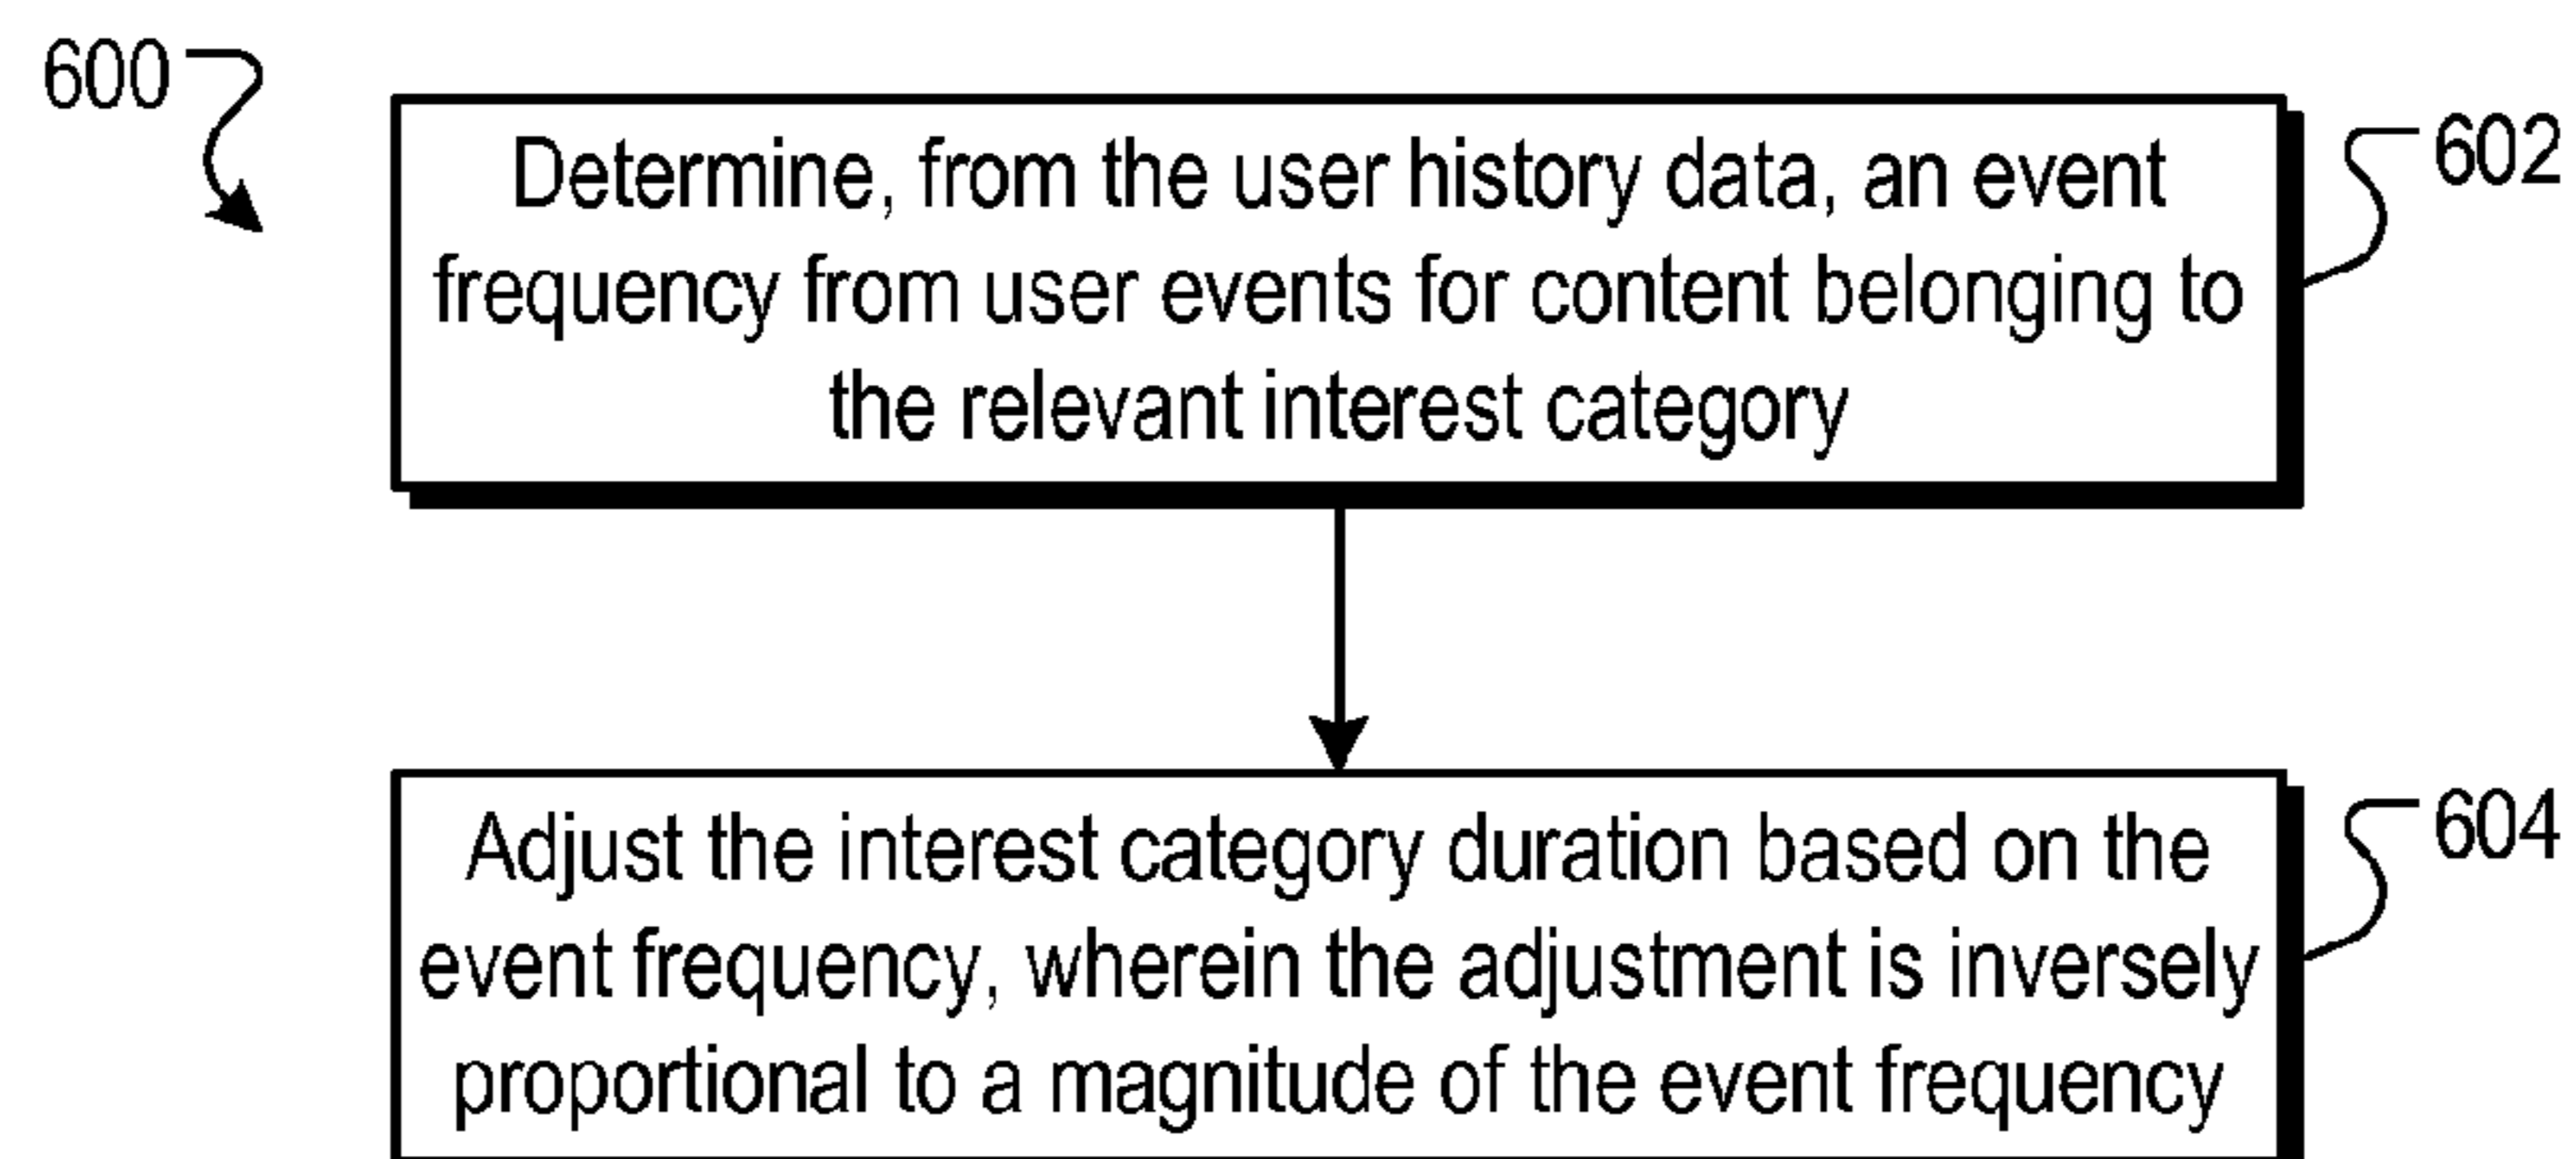 600
Determine, from the user history data, an event
602
frequency from user events for content belonging to
the relevant interest category
Adjust the interest category duration based on the
604
event frequency, wherein the adjustment is inversely
proportional to a magnitude of the event frequency